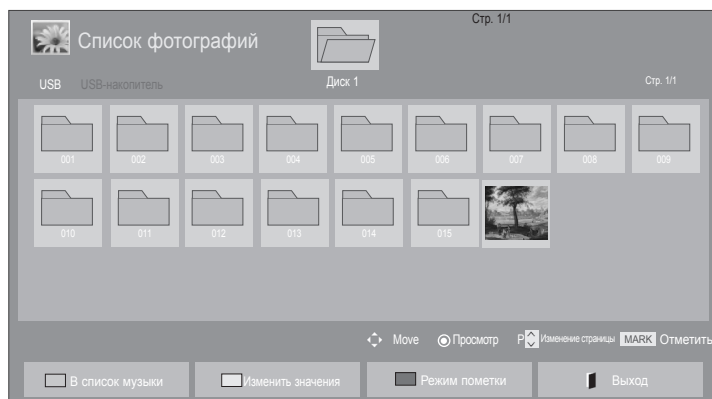 Стр. 1/1
Список фотографий
USB USB-накопитель Диск 1 Стр. 1/1
001 002 003 004 005 006 007 008 009
010 011 012 013 014 015
Move Просмотр P Изменение страницы MARK Отметить
В список музыки Изменить значения Режим пометки Выход